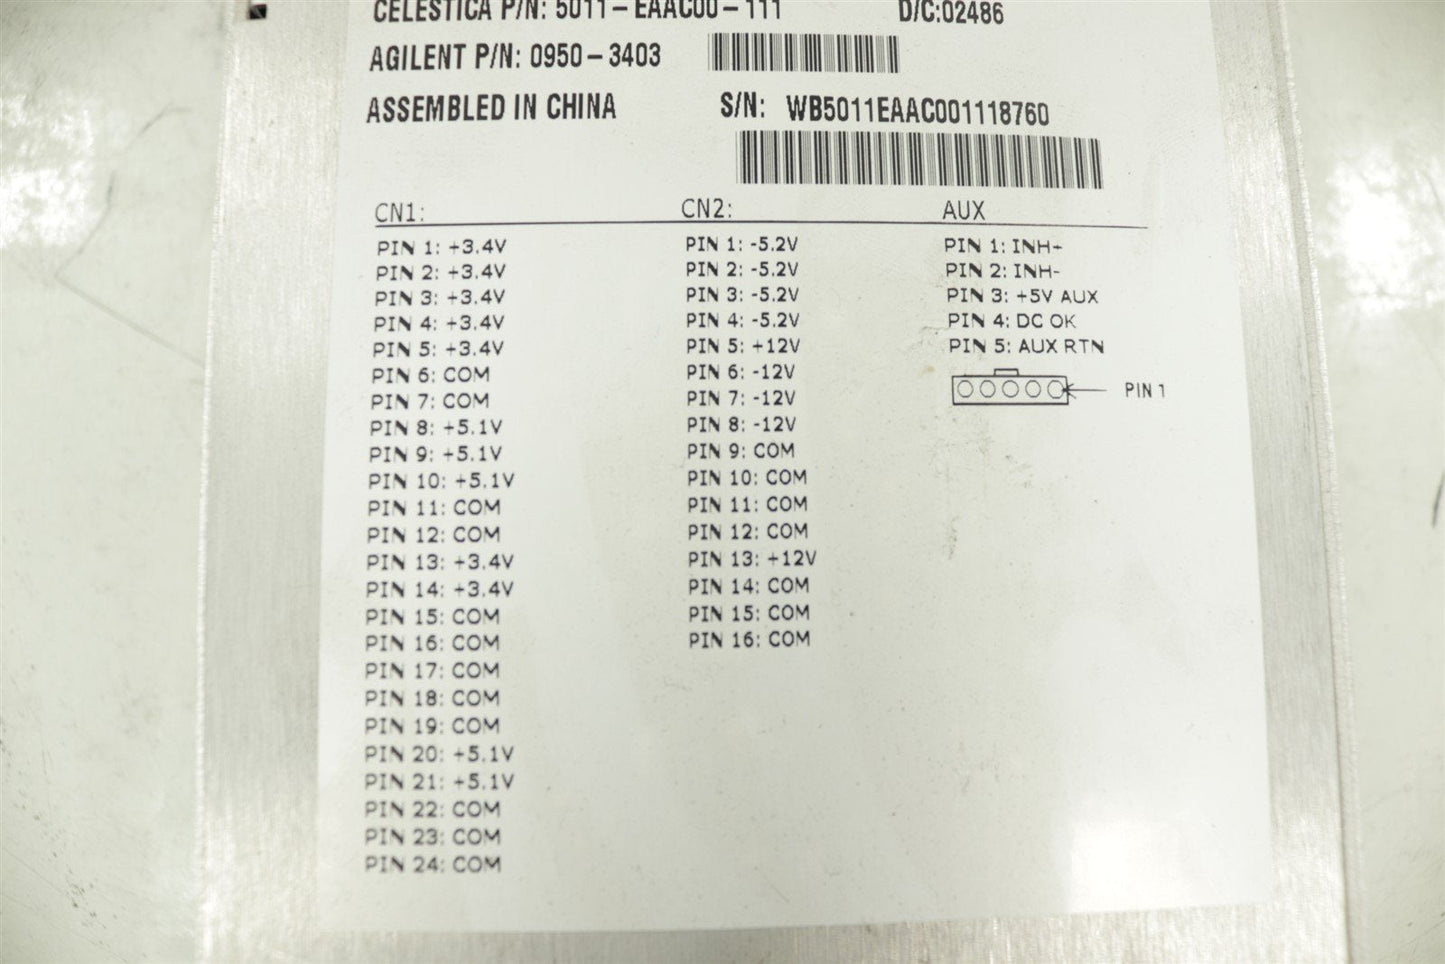 CELESTICA P/N: 5011-EAAC00-111
D/C:02486
AGILENT P/N: 0950-3403
ASSEMBLED IN CHINA
S/N: WB5011EAAC001118760
CN1:
PIN 1: +3.4V
PIN 2: +3.4V
PIN 3: +3.4V
PIN 4: +3.4V
PIN 5: +3.4V
PIN 6: COM
PIN 7: COM
PIN 8: +5.1V
PIN 9: +5.1V
PIN 10: +5.1V
PIN 11: COM
PIN 12: COM
PIN 13: +3.4V
PIN 14: +3.4V
PIN 15: COM
PIN 16: COM
PIN 17: COM
PIN 18: COM
PIN 19: COM
PIN 20: +5.1V
PIN 21: +5.1V
PIN 22: COM
PIN 23: COM
PIN 24: COM
CN2:
PIN 1: -5.2V
PIN 2: -5.2V
PIN 3: -5.2V
PIN 4: -5.2V
PIN 5: +12V
PIN 6: -12V
PIN 7: -12V
PIN 8: -12V
PIN 9: COM
PIN 10: COM
PIN 11: COM
PIN 12: COM
PIN 13: +12V
PIN 14: COM
PIN 15: COM
PIN 16: COM
AUX
PIN 1: INH+
PIN 2: INH-
PIN 3: +5V AUX
PIN 4: DC OK
PIN 5: AUX RTN
PIN 1